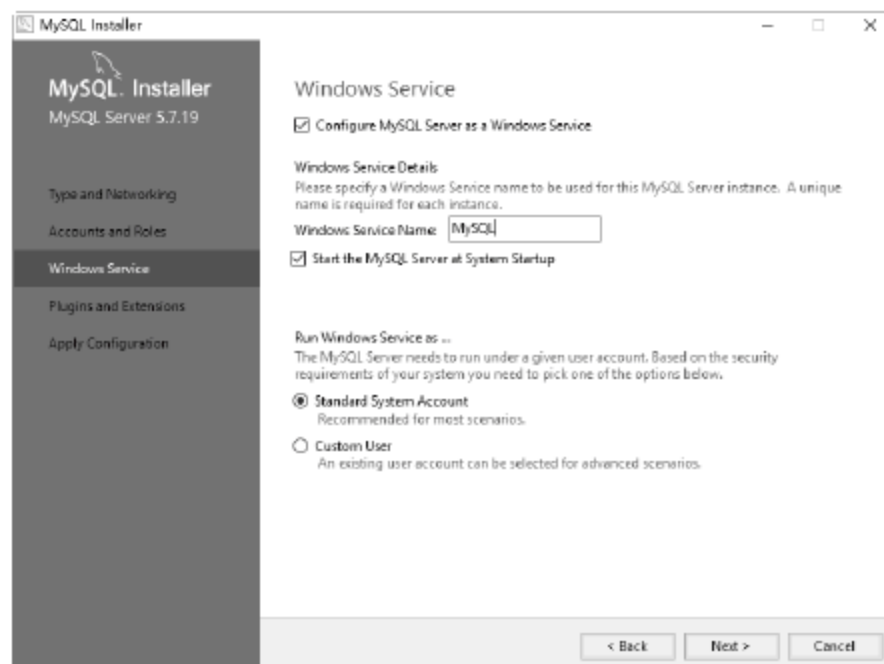 MySQL Installer
MySQL. Installer
MySQL Server 5.7.19
Type and Networking
Accounts and Roles
Windows Service
Plugins and Extensions
Apply Configuration
Windows Service
Configure MySQL Server as a Windows Service
Windows Service Details
Please specify a Windows Service name to be used for this MySQL Server instance. A unique
name is required for each instance.
Windows Service Name: MySQL
Start the MySQL Server at System Startup
Run Windows Service as ...
The MySQL Server needs to run under a given user account. Based on the security
requirements of your system you need to pick one of the options below.
Standard System Account
Recommended for most scenarios.
Custom User
An existing user account can be selected for advanced scenarios.
< Back Next > Cancel